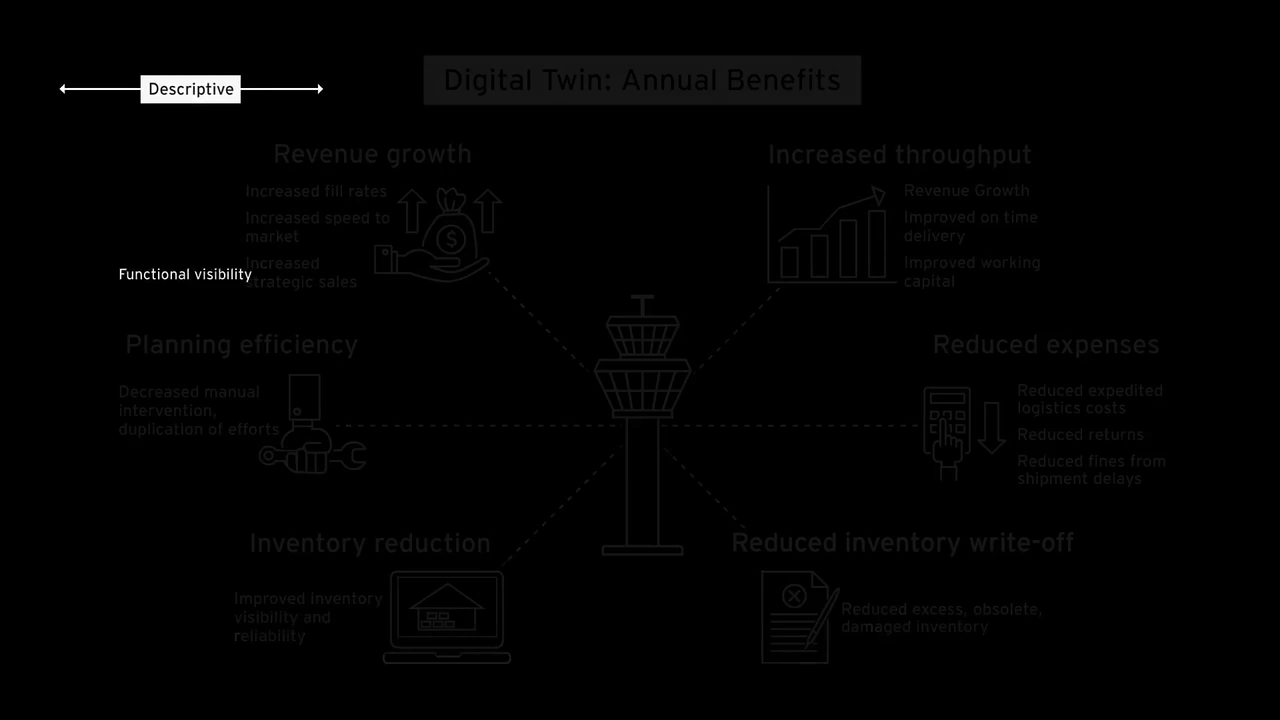 Descriptive
Digital Twin: Annual Benefits
Revenue growth
Increased fill rates
Increased speed to
market
Increased
strategic sales
Functional visibility
Increased throughput
Revenue Growth
Improved on time
delivery
Improved working
capital
Planning efficiency
Decreased manual
intervention,
duplication of efforts
Reduced expenses
Reduced expedited
logistics costs
Reduced returns
Reduced fines from
shipment delays
Inventory reduction
Improved inventory
visibility and
reliability
Reduced inventory write-off
Reduced excess, obsolete,
damaged inventory